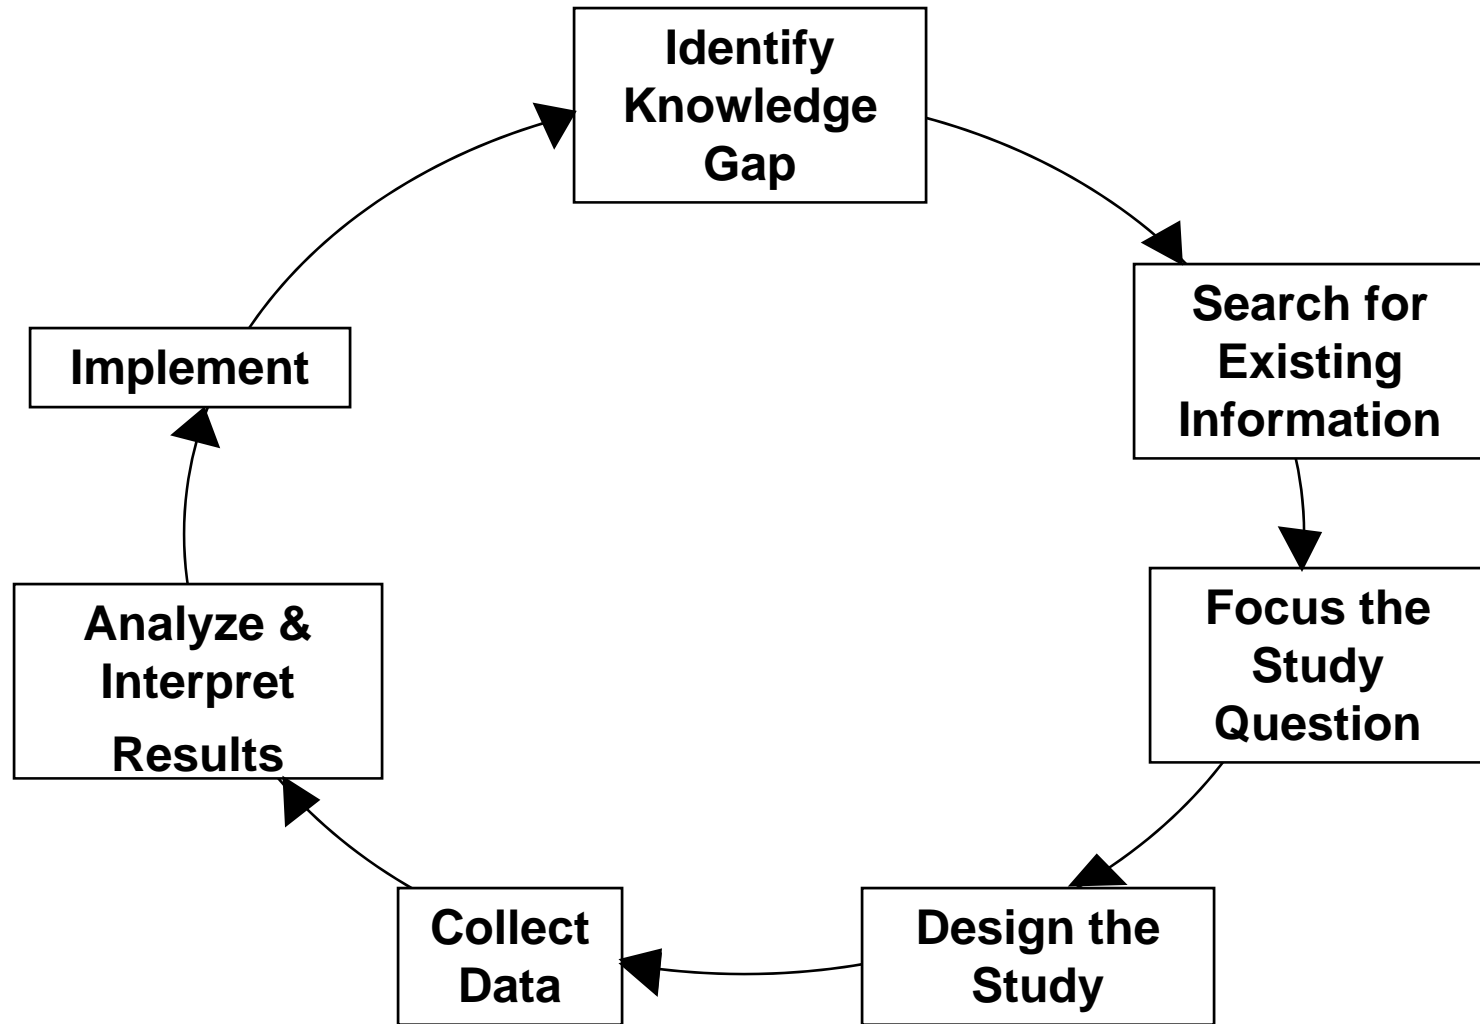 Identify
Knowledge
Gap
Search for
Existing
Information
Focus the
Study
Question
Design the
Study
Collect
Data
Analyze &
Interpret
Results
Implement